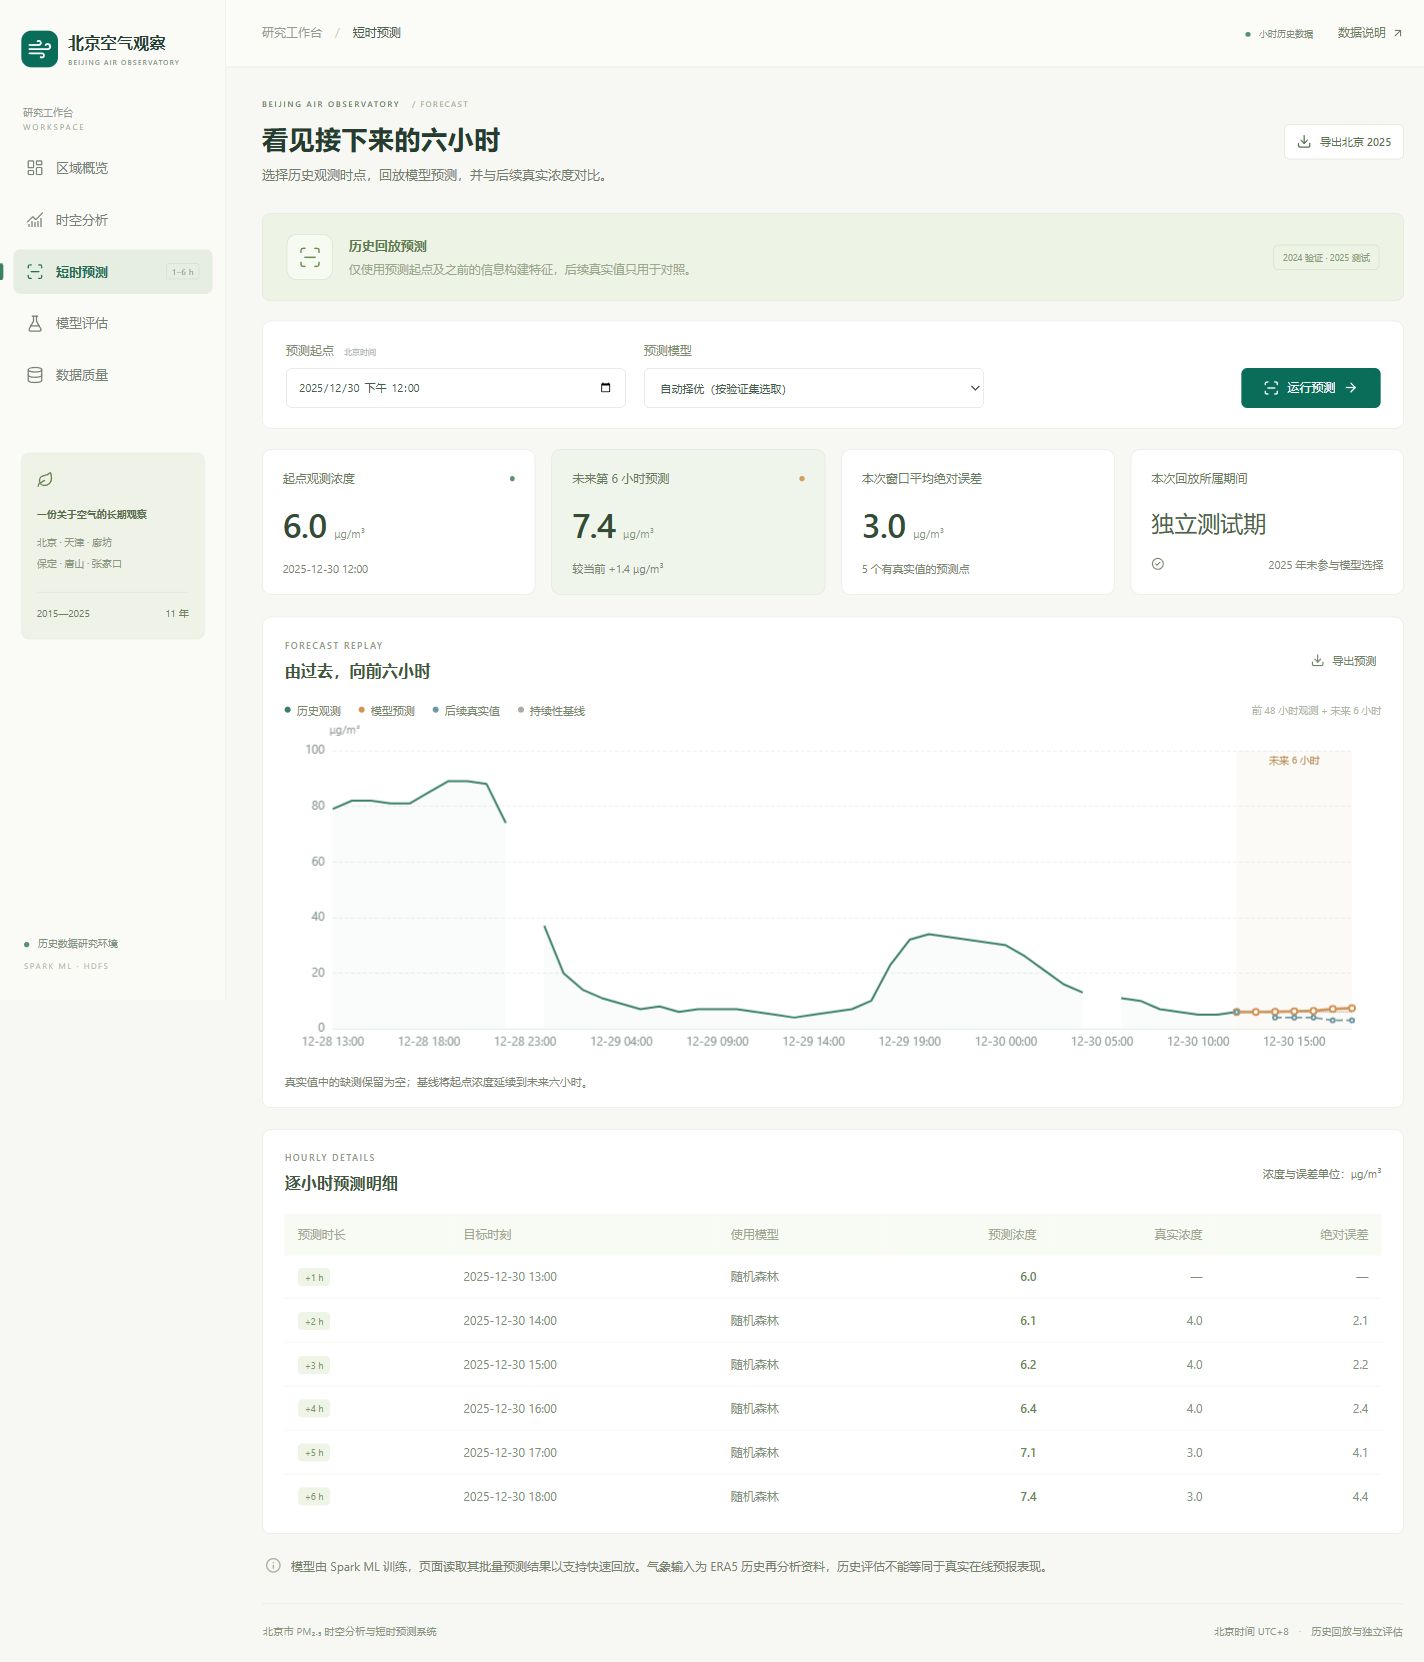 北京空气观察
BEIJING AIR OBSERVATORY
研究工作台
WORKSPACE
区域概览
时空分析
短时预测 1–6 h
模型评估
数据质量
一份关于空气的长期观察
北京 · 天津 · 廊坊
保定 · 唐山 · 张家口
2015—2025 11 年
历史数据研究环境
SPARK ML · HDFS
研究工作台 / 短时预测
小时历史数据 数据说明
BEIJING AIR OBSERVATORY / FORECAST
看见接下来的六小时
选择历史观测时点，回放模型预测，并与后续真实浓度对比。
导出北京 2025
历史回放预测
仅使用预测起点及之前的信息构建特征，后续真实值只用于对照。
2024 验证 · 2025 测试
预测起点 北京时间
2025/12/30 下午 12:00
预测模型
自动择优（按验证集选取）
运行预测
起点观测浓度
6.0 μg/m³
2025-12-30 12:00
未来第 6 小时预测
7.4 μg/m³
较当前 +1.4 μg/m³
本次窗口平均绝对误差
3.0 μg/m³
5 个有真实值的预测点
本次回放所属期间
独立测试期
2025 年未参与模型选择
FORECAST REPLAY
由过去，向前六小时
导出预测
历史观测 模型预测 后续真实值 持续性基线
前 48 小时观测 + 未来 6 小时
μg/m³
未来 6 小时
100
80
60
40
20
0
12-28 13:00 12-28 18:00 12-28 23:00 12-29 04:00 12-29 09:00 12-29 14:00 12-29 19:00 12-30 00:00 12-30 05:00 12-30 10:00 12-30 15:00
真实值中的缺测保留为空；基线将起点浓度延续到未来六小时。
HOURLY DETAILS
逐小时预测明细
浓度与误差单位：μg/m³
预测时长 目标时刻 使用模型 预测浓度 真实浓度 绝对误差
+1 h 2025-12-30 13:00 随机森林 6.0 — —
+2 h 2025-12-30 14:00 随机森林 6.1 4.0 2.1
+3 h 2025-12-30 15:00 随机森林 6.2 4.0 2.2
+4 h 2025-12-30 16:00 随机森林 6.4 4.0 2.4
+5 h 2025-12-30 17:00 随机森林 7.1 3.0 4.1
+6 h 2025-12-30 18:00 随机森林 7.4 3.0 4.4
模型由 Spark ML 训练，页面读取其批量预测结果以支持快速回放。气象输入为 ERA5 历史再分析资料，历史评估不能等同于真实在线预报表现。
北京市 PM₂.₅ 时空分析与短时预测系统
北京时间 UTC+8 · 历史回放与独立评估